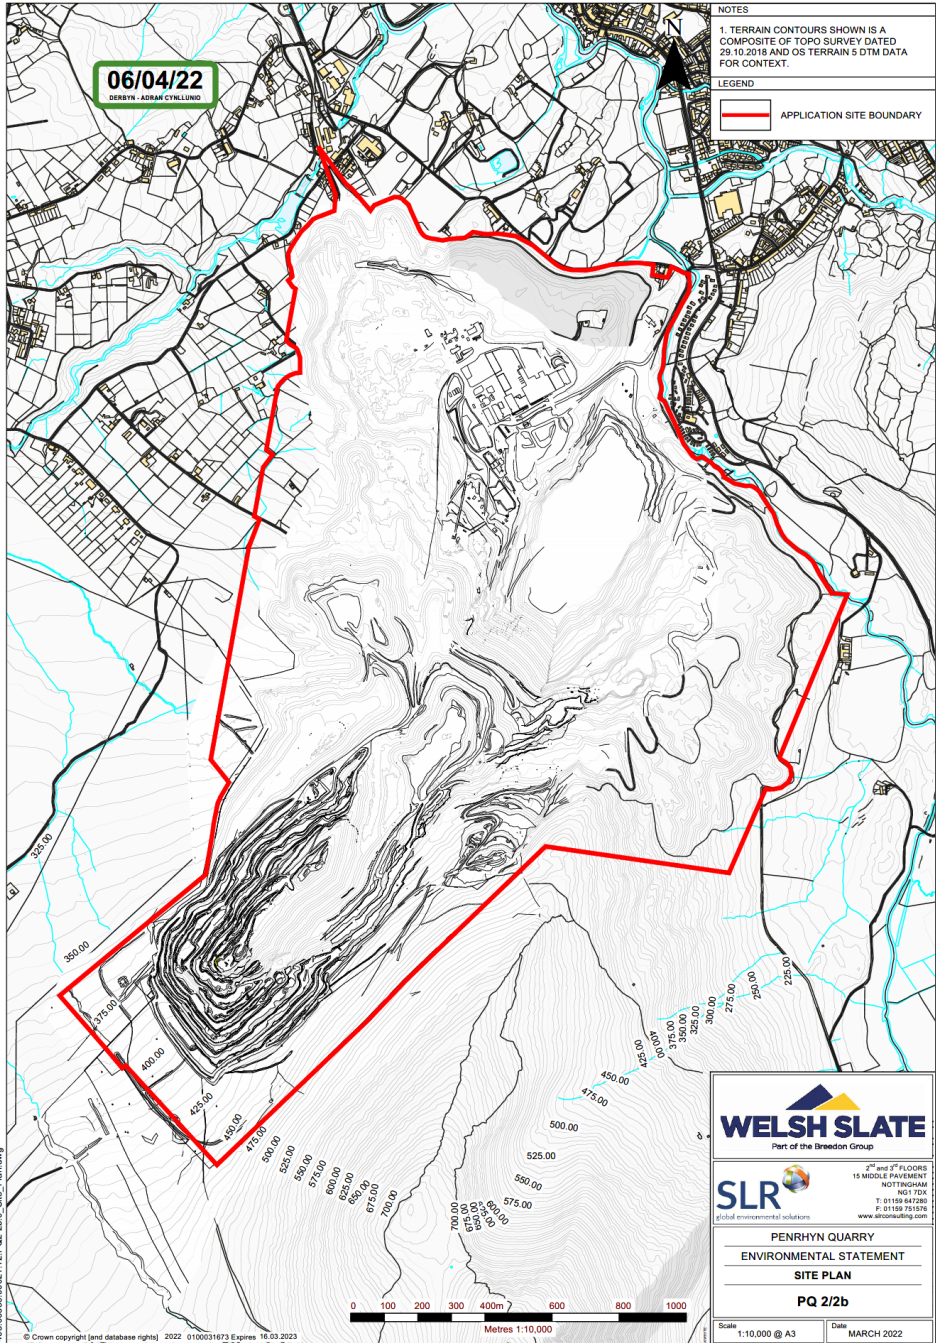 NOTES
1. TERRAIN CONTOURS SHOWN IS A
COMPOSITE OF TOPO SURVEY DATED
29.10.2018 AND OS TERRAIN 5 DTM DATA
FOR CONTEXT.
LEGEND
APPLICATION SITE BOUNDARY
N
06/04/22
DERBYN - ADRAN CYNLLUNIO
325.00
350.00
375.00
400.00
425.00
450.00
475.00
500.00
525.00
550.00
575.00
600.00
625.00
650.00
675.00
700.00
700.00
675.00
650.00
625.00
600.00
575.00
550.00
525.00
500.00
475.00
450.00
425.00
400.00
375.00
350.00
325.00
300.00
275.00
250.00
225.00
0 100 200 300 400m 600 800 1000
Metres 1:10,000
© Crown copyright [and database rights] 2022 0100031673 Expires 16.03.2023
WELSH SLATE
Part of the Breedon Group
SLR
global environmental solutions
2nd and 3rd FLOORS
15 MIDDLE PAVEMENT
NOTTINGHAM
NG1 7DX
T: 01159 647280
F: 01159 751576
www.slrconsulting.com
PENRHYN QUARRY
ENVIRONMENTAL STATEMENT
SITE PLAN
PQ 2/2b
Scale
1:10,000 @ A3
Date
MARCH 2022